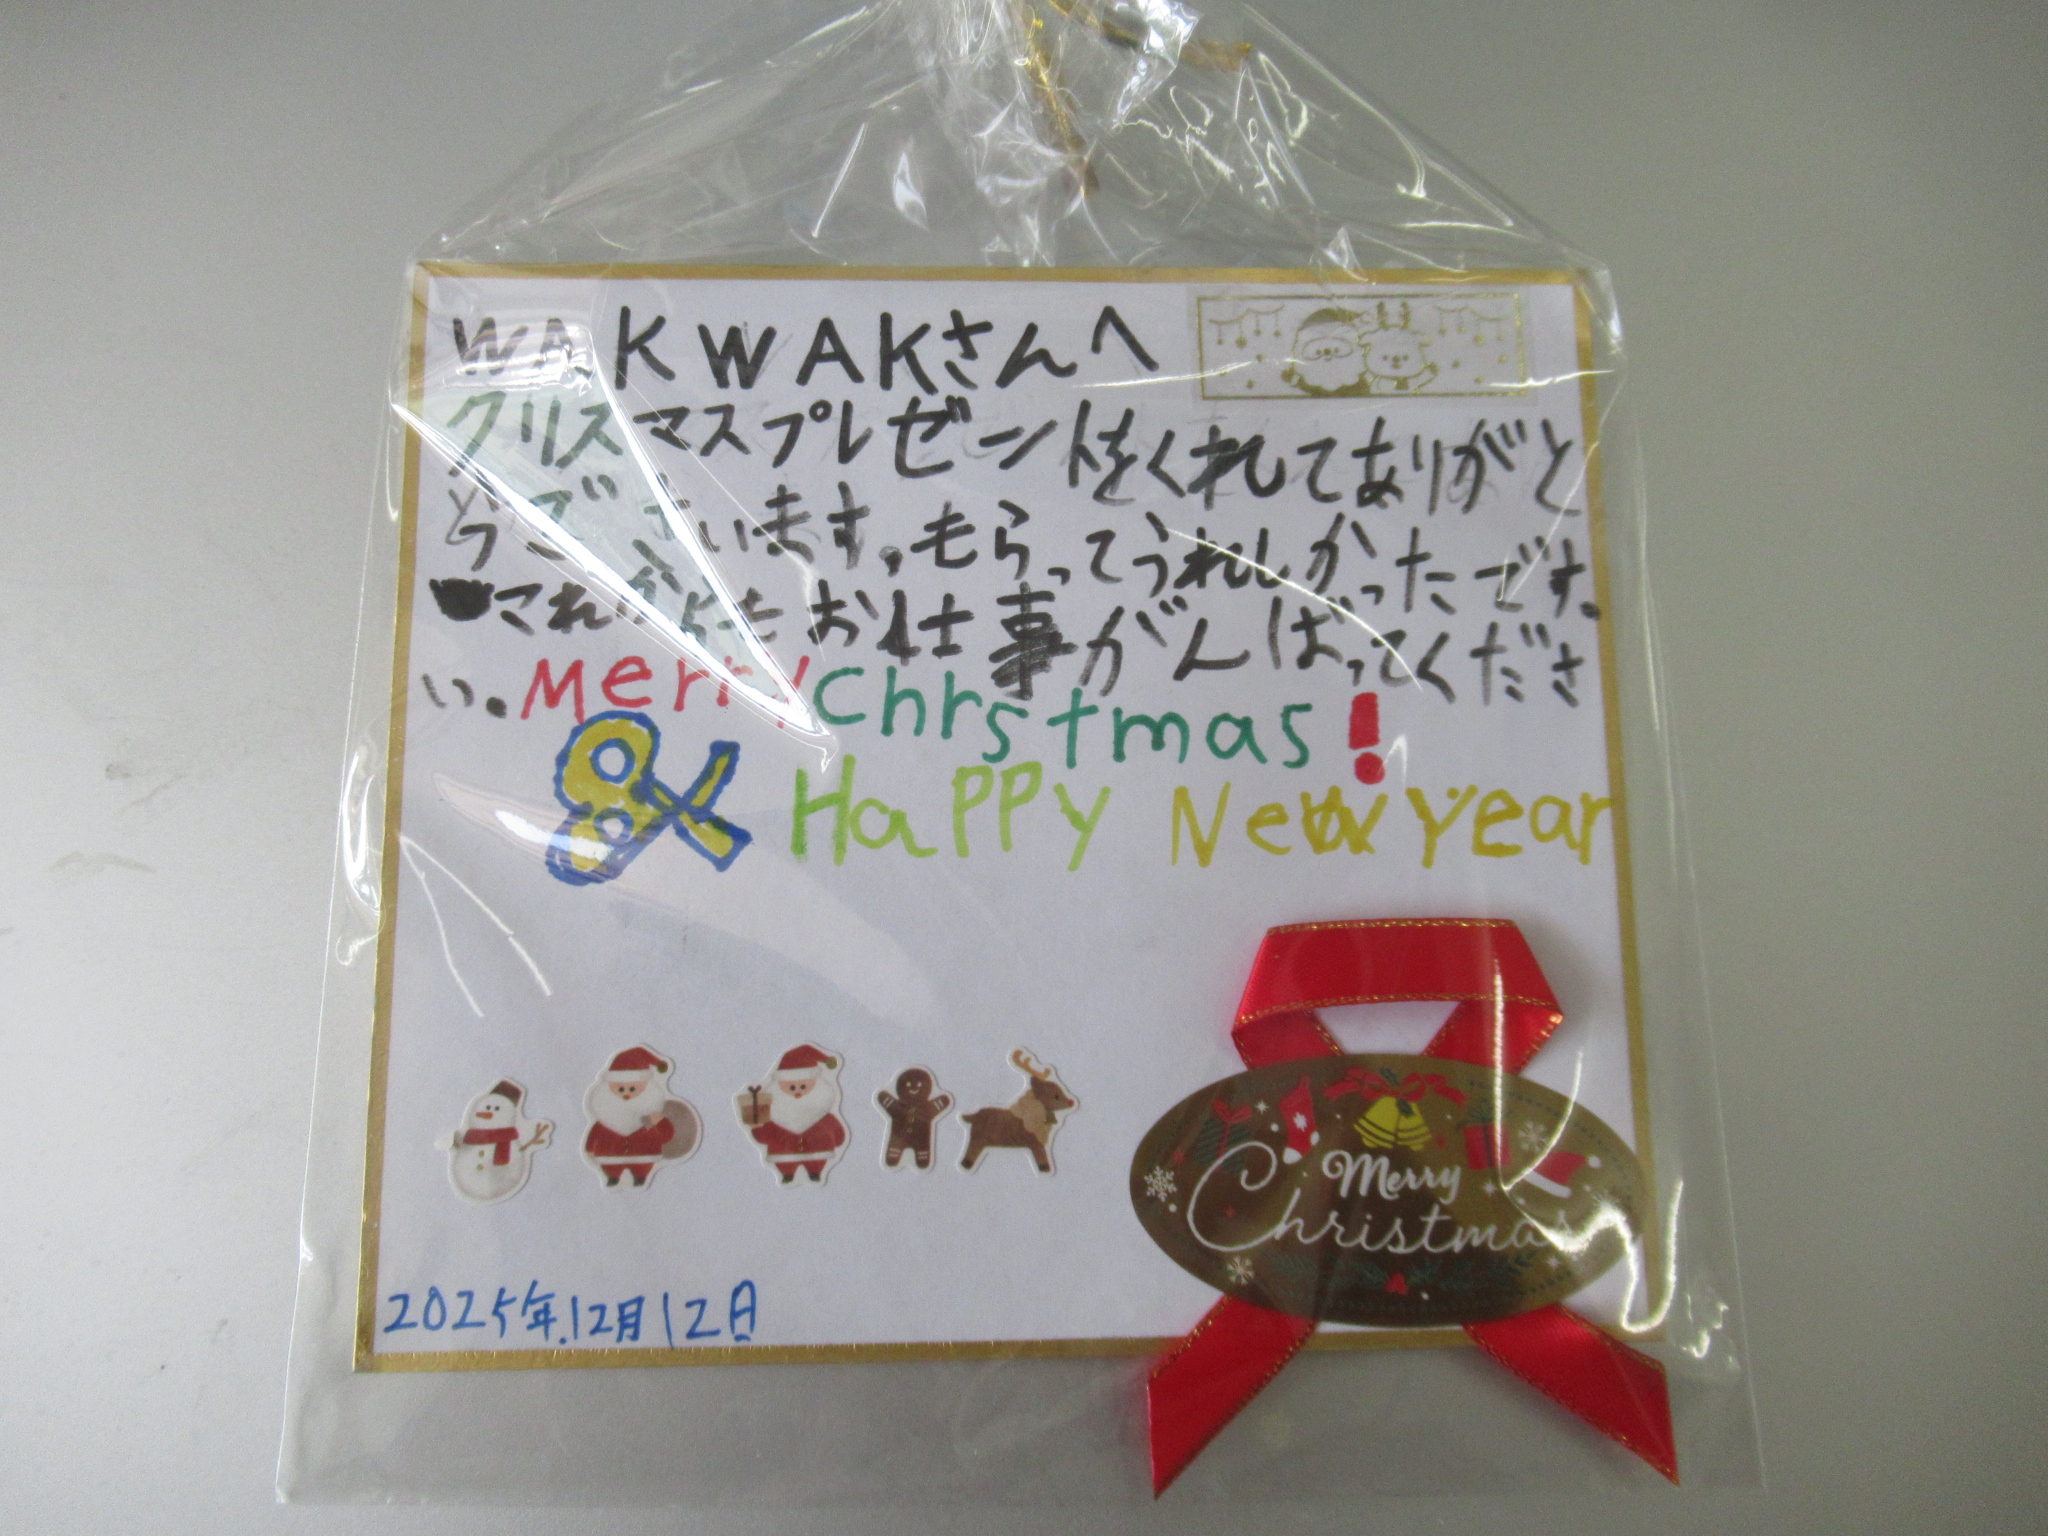 WAKWAKさんへ
クリスマスプレゼントをくれてありがと
うございます。もらってうれしかったです。
これからもお仕事がんばってくださ
い。Merry Chrstmas!
& Happy New year
Merry
Christmas
2025年.12月12日